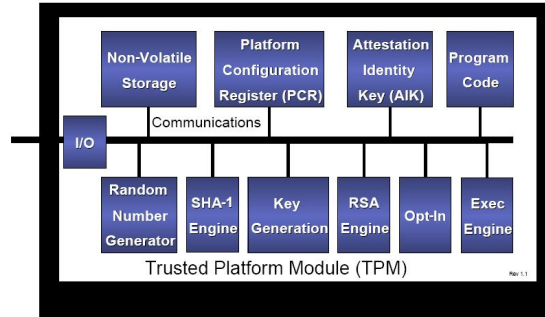 Non-Volatile
Storage
Platform
Configuration
Register (PCR)
Attestation
Identity
Key (AIK)
Program
Code
Communications
I/O
Random
Number
Generator
SHA-1
Engine
Key
Generation
RSA
Engine
Opt-In
Exec
Engine
Trusted Platform Module (TPM)
Rev 1.1